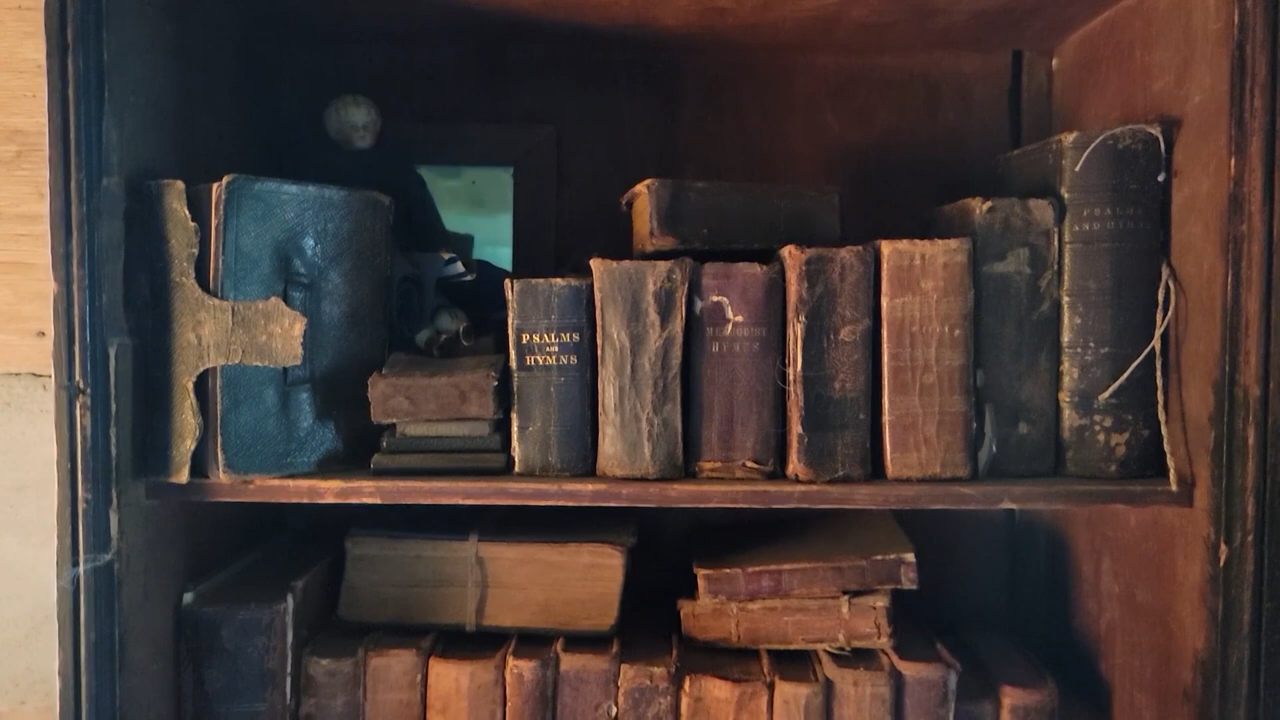 PSALMS
AND
HYMNS
METHODIST
HYMNS
PSALMS
AND HYMNS